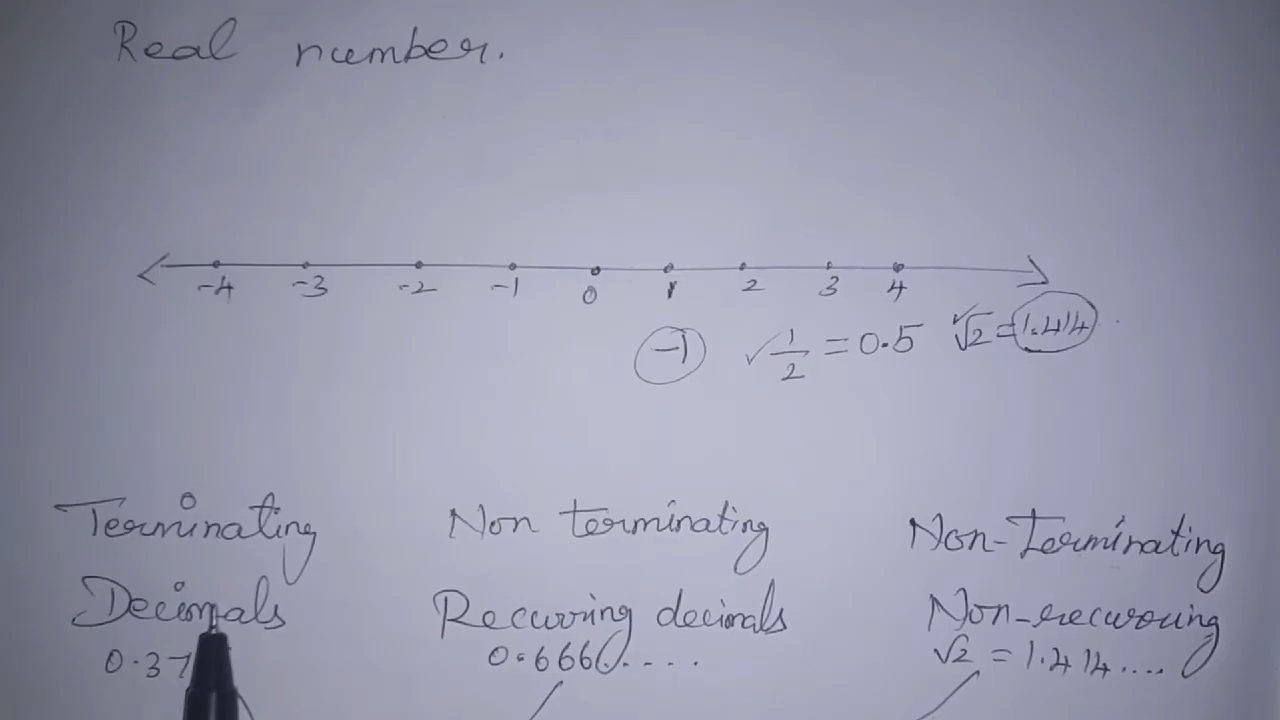 Real number.
-4 -3 -2 -1 0 1 2 3 4
-1 ✓ 1/2 = 0.5 √2 = 1.414
Terminating Non terminating Non-Terminating
Decimals Recurring decimals Non-recurring
0.37 0.666.... √2 = 1.414....